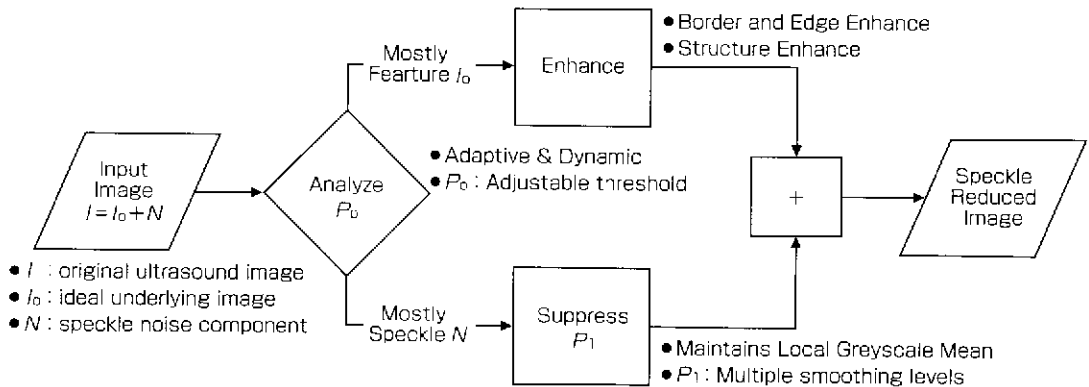 Mostly
Fearture I₀
Enhance
● Border and Edge Enhance
● Structure Enhance
Input
Image
I=I₀+N
Analyze
P₀
● Adaptive & Dynamic
● P₀ : Adjustable threshold
+
Speckle
Reduced
Image
● I : original ultrasound image
● I₀ : ideal underlying image
● N : speckle noise component
Mostly
Speckle N
Suppress
P₁
● Maintains Local Greyscale Mean
● P₁ : Multiple smoothing levels